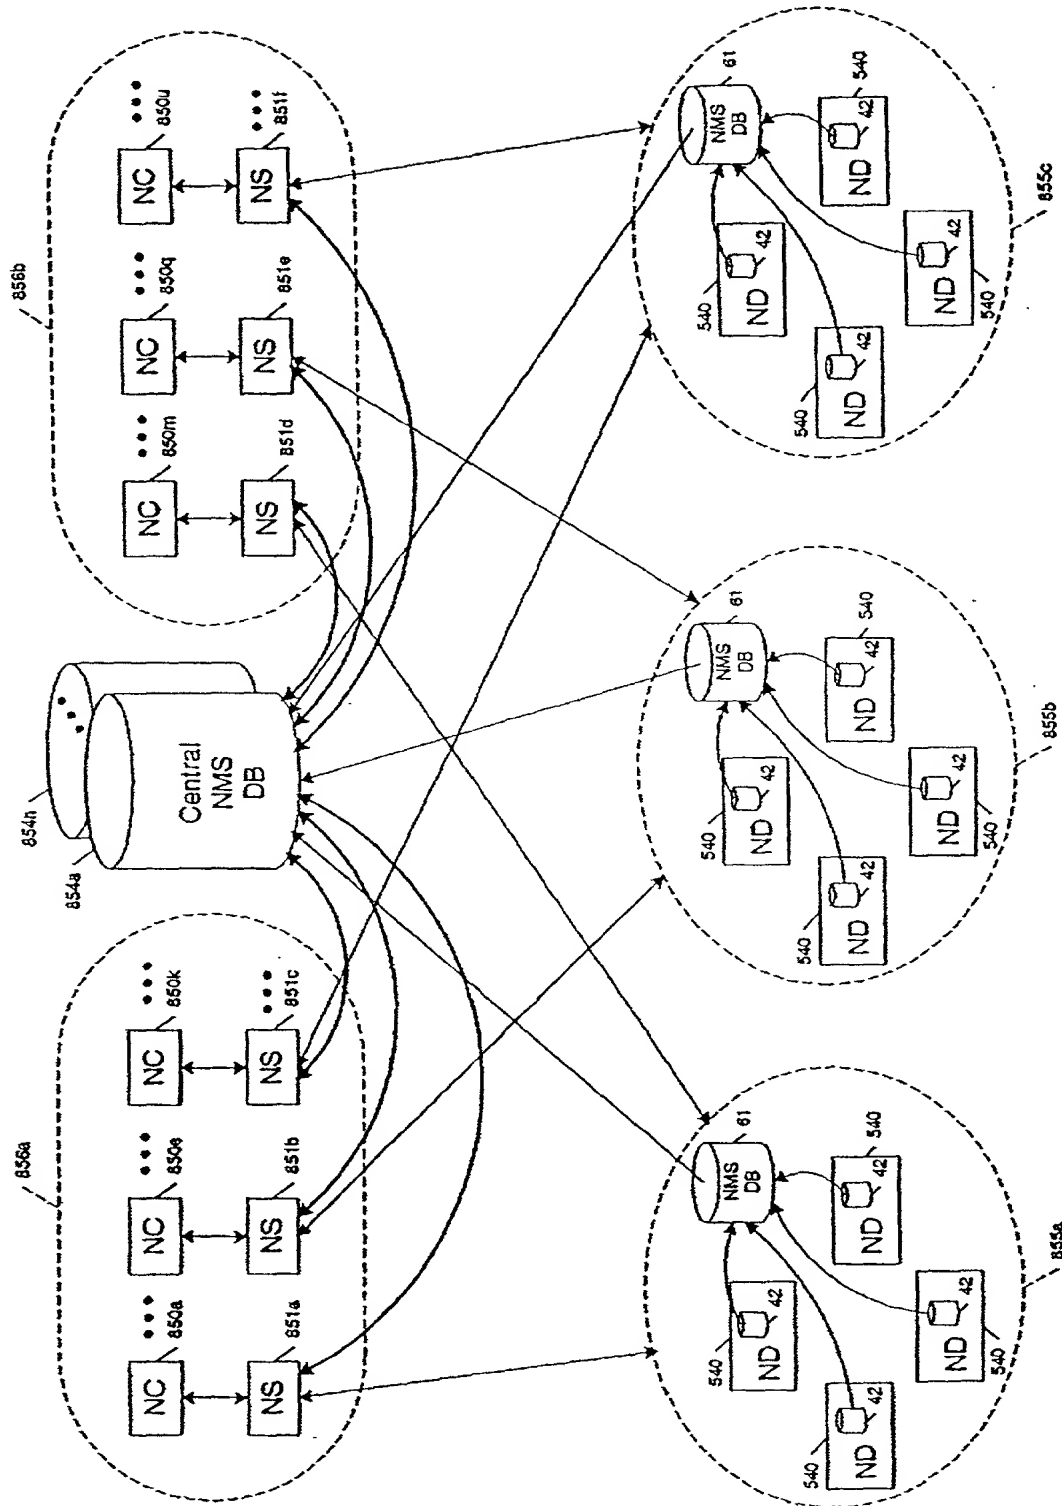 856a
NC
850a
NC
850e
NC
850k
NS
851a
NS
851b
NS
851c
854h
854a
Central
NMS
DB
856b
NC
850m
NC
850q
NC
850u
NS
851d
NS
851e
NS
851f
NMS
DB
61
540
42
ND
540
42
ND
540
42
ND
540
42
ND
855a
NMS
DB
61
540
42
ND
540
42
ND
540
42
ND
540
42
ND
855b
NMS
DB
61
540
42
ND
540
42
ND
540
42
ND
540
42
ND
855c